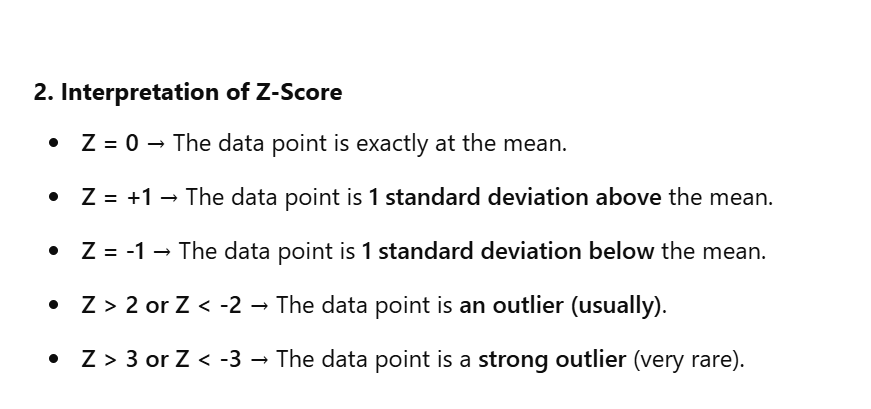 2. Interpretation of Z-Score
• Z = 0 → The data point is exactly at the mean.
• Z = +1 → The data point is 1 standard deviation above the mean.
• Z = -1 → The data point is 1 standard deviation below the mean.
• Z > 2 or Z < -2 → The data point is an outlier (usually).
• Z > 3 or Z < -3 → The data point is a strong outlier (very rare).